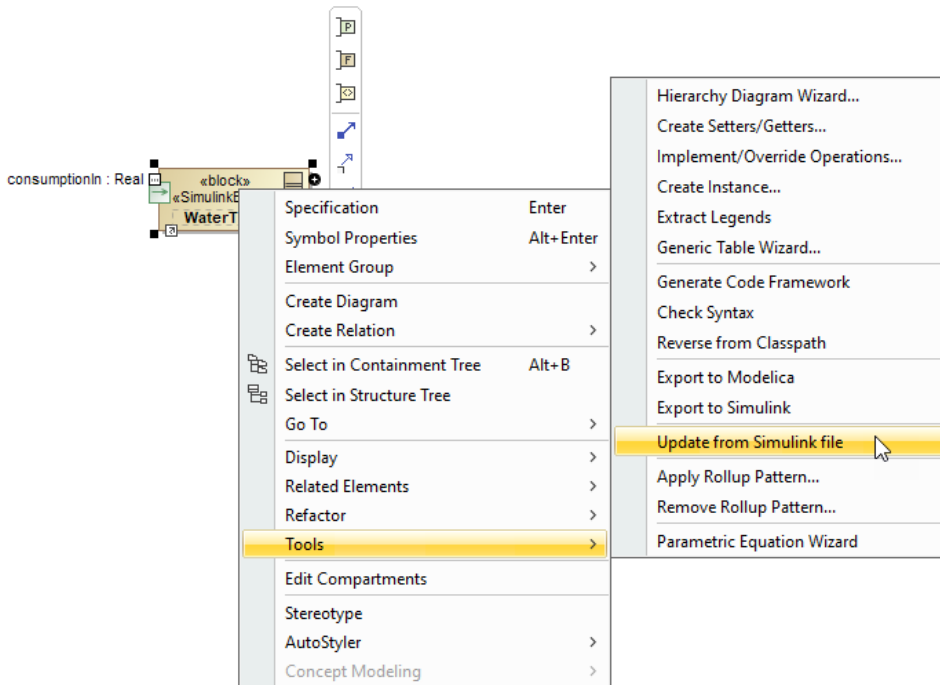 P
F
<>
consumptionIn : Real
«block»
«SimulinkB
WaterT
Specification Enter
Symbol Properties Alt+Enter
Element Group
Create Diagram
Create Relation
Select in Containment Tree Alt+B
Select in Structure Tree
Go To
Display
Related Elements
Refactor
Tools
Edit Compartments
Stereotype
AutoStyler
Concept Modeling
Hierarchy Diagram Wizard...
Create Setters/Getters...
Implement/Override Operations...
Create Instance...
Extract Legends
Generic Table Wizard...
Generate Code Framework
Check Syntax
Reverse from Classpath
Export to Modelica
Export to Simulink
Update from Simulink file
Apply Rollup Pattern...
Remove Rollup Pattern...
Parametric Equation Wizard